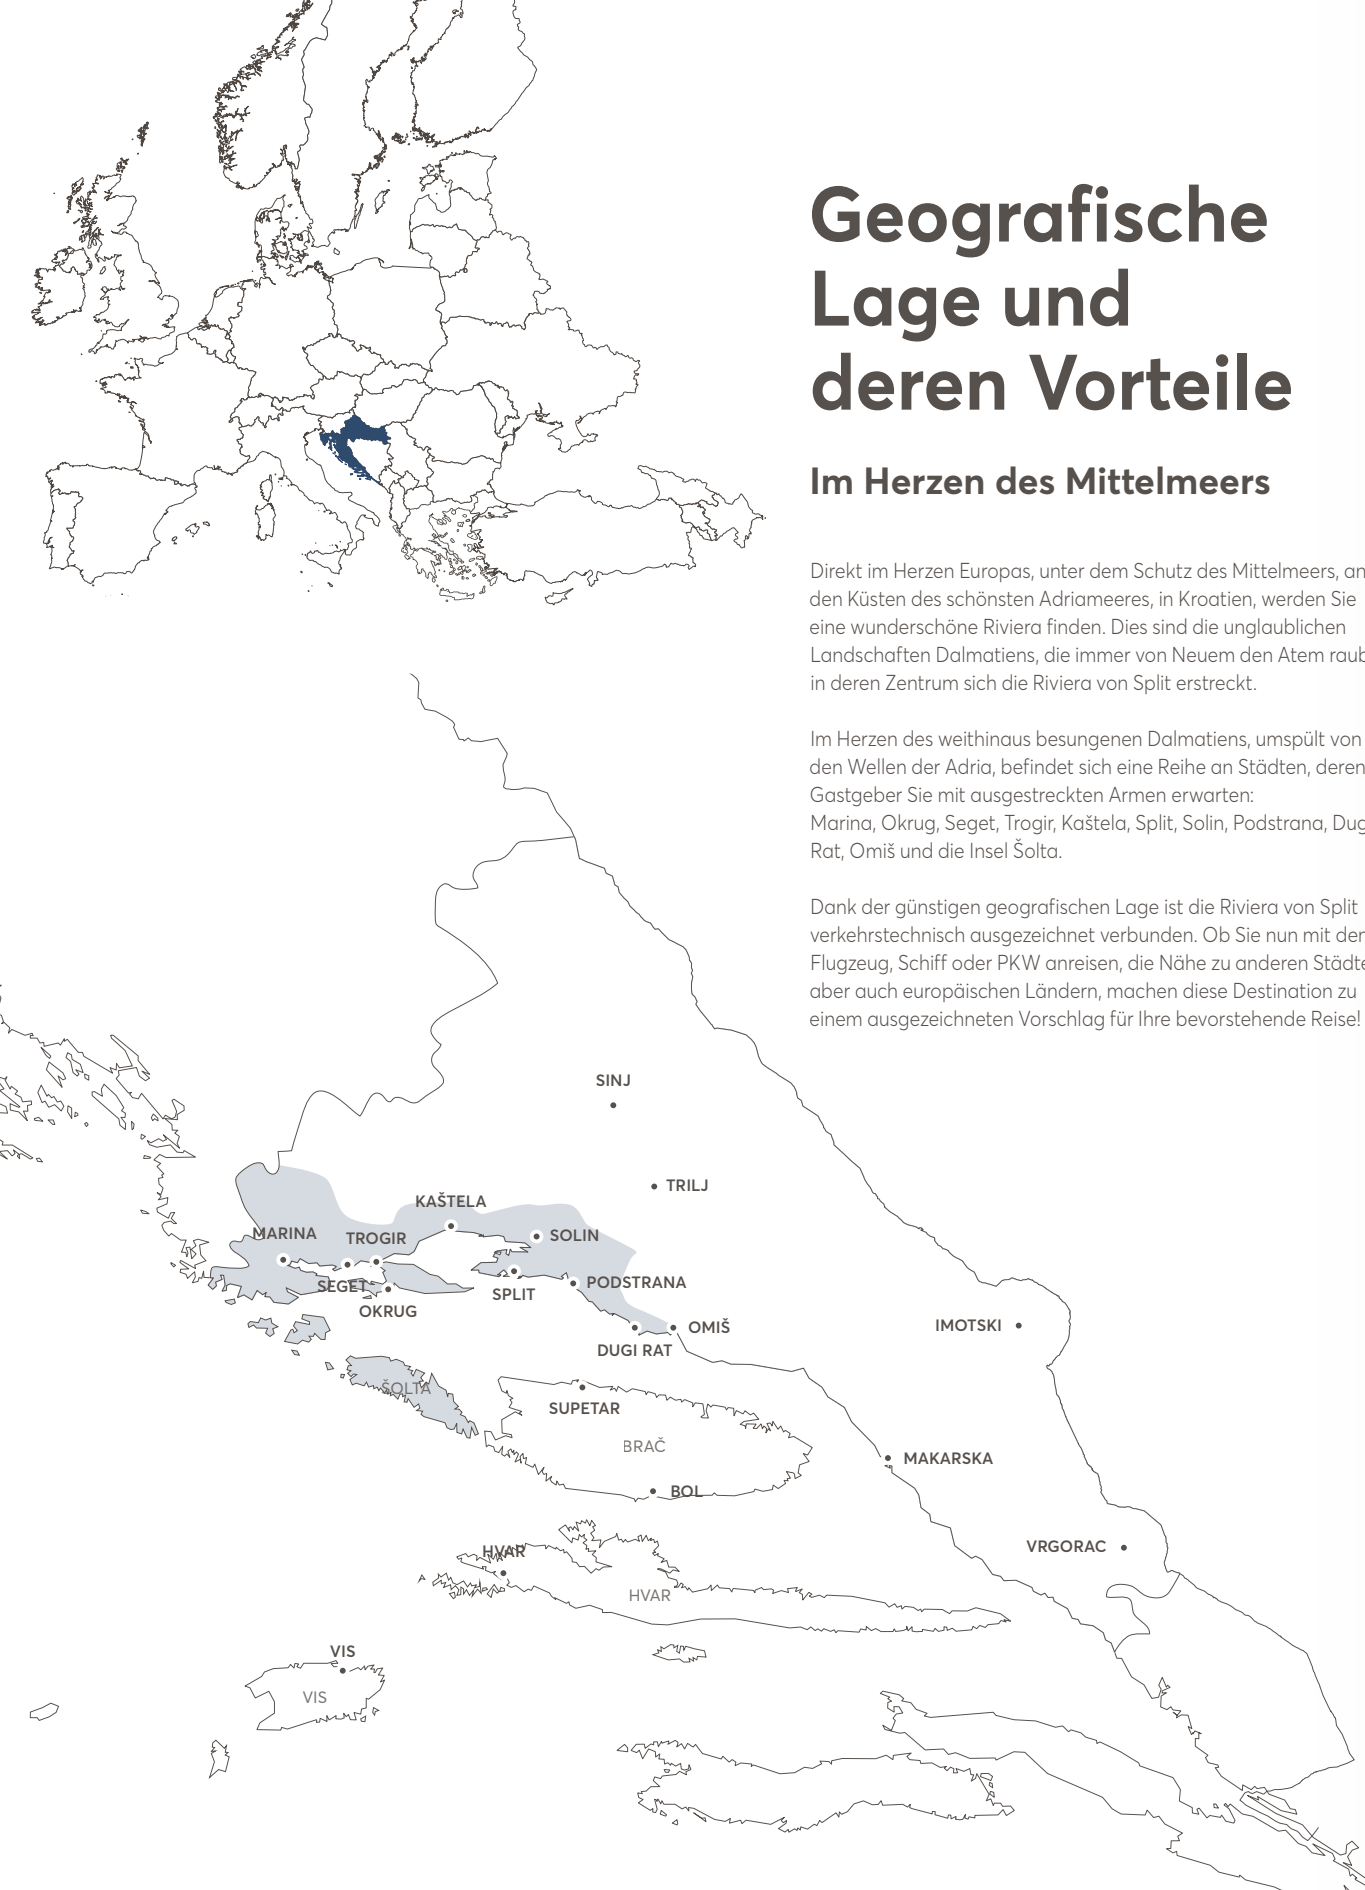 Geografische
Lage und
deren Vorteile
Im Herzen des Mittelmeers
Direkt im Herzen Europas, unter dem Schutz des Mittelmeers, an
den Küsten des schönsten Adriameeres, in Kroatien, werden Sie
eine wunderschöne Riviera finden. Dies sind die unglaublichen
Landschaften Dalmatiens, die immer von Neuem den Atem raub
in deren Zentrum sich die Riviera von Split erstreckt.
Im Herzen des weithinaus besungenen Dalmatiens, umspült von
den Wellen der Adria, befindet sich eine Reihe an Städten, deren
Gastgeber Sie mit ausgestreckten Armen erwarten:
Marina, Okrug, Seget, Trogir, Kaštela, Split, Solin, Podstrana, Dug
Rat, Omiš und die Insel Šolta.
Dank der günstigen geografischen Lage ist die Riviera von Split
verkehrstechnisch ausgezeichnet verbunden. Ob Sie nun mit der
Flugzeug, Schiff oder PKW anreisen, die Nähe zu anderen Städte
aber auch europäischen Ländern, machen diese Destination zu
einem ausgezeichneten Vorschlag für Ihre bevorstehende Reise!
SINJ
TRILJ
KAŠTELA
MARINA
TROGIR
SOLIN
SEGET
OKRUG
SPLIT
PODSTRANA
OMIŠ
DUGI RAT
IMOTSKI
ŠOLTA
SUPETAR
BRAČ
MAKARSKA
BOL
HVAR
VRGORAC
HVAR
VIS
VIS